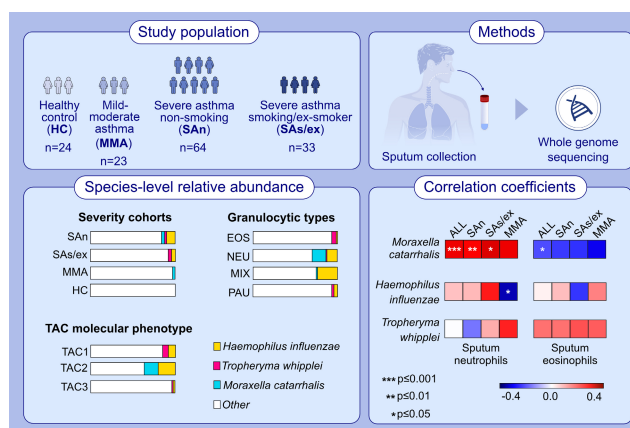 Study population
Healthy
control
(HC)
n=24
Mild-
moderate
asthma
(MMA)
n=23
Severe asthma
non-smoking
(SAn)
n=64
Severe asthma
smoking/ex-smoker
(SAs/ex)
n=33
Methods
Sputum collection
Whole genome
sequencing
Species-level relative abundance
Severity cohorts
SAn
SAs/ex
MMA
HC
Granulocytic types
EOS
NEU
MIX
PAU
TAC molecular phenotype
TAC1
TAC2
TAC3
Haemophilus influenzae
Tropheryma whipplei
Moraxella catarrhalis
Other
Correlation coefficients
ALL SAn SAs/ex MMA ALL SAn SAs/ex MMA
Moraxella
catarrhalis
*** ** * *
Haemophilus
influenzae
*
Tropheryma
whipplei
Sputum
neutrophils
Sputum
eosinophils
***p≤0.001
**p≤0.01
*p≤0.05
-0.4 0.0 0.4